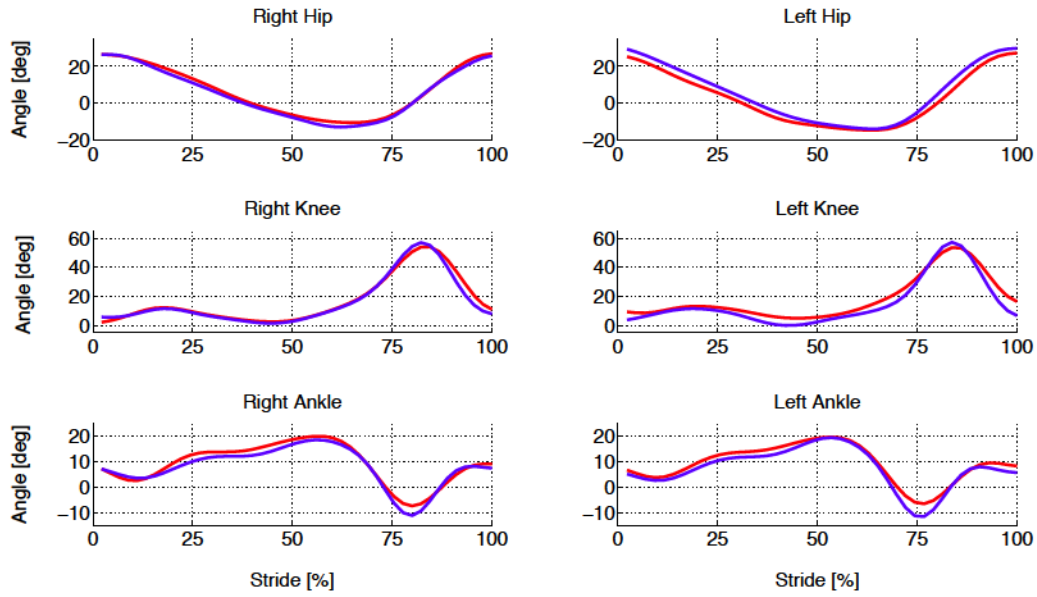 Right Hip
Left Hip
Angle [deg]
20
0
−20
0 25 50 75 100
20
0
−20
0 25 50 75 100
Right Knee
Left Knee
Angle [deg]
60
40
20
0
0 25 50 75 100
60
40
20
0
0 25 50 75 100
Right Ankle
Left Ankle
Angle [deg]
20
10
0
−10
0 25 50 75 100
20
10
0
−10
0 25 50 75 100
Stride [%]
Stride [%]